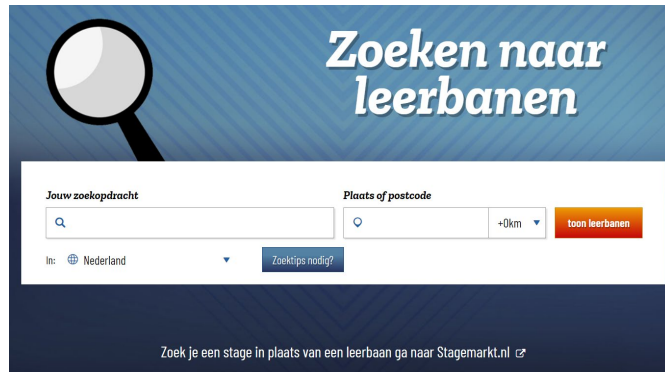 Zoeken naar
leerbanen
Jouw zoekopdracht
Plaats of postcode
+0km
toon leerbanen
In: Nederland
Zoektips nodig?
Zoek je een stage in plaats van een leerbaan ga naar Stagemarkt.nl